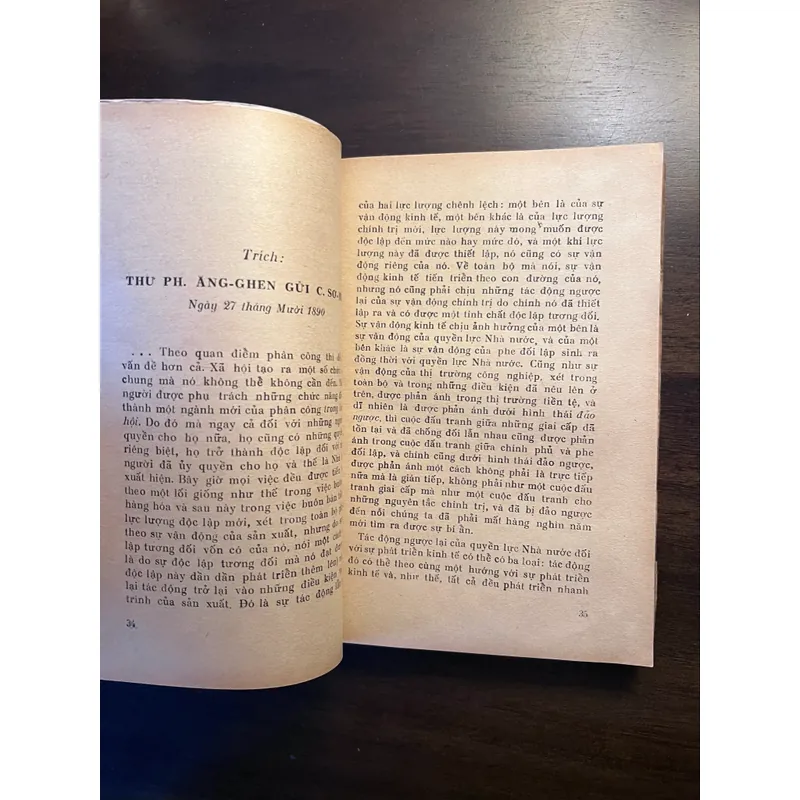 Trích:
THƯ PH. ĂNG-GHEN GỬI C. SO-
Ngày 27 tháng Mười 1890
... Theo quan điểm phân công thì
vấn đề hơn cả. Xã hội tạo ra một số
chung mà nó không thể không cần đến.
người được phụ trách những chức năng
thành một ngành mới của phân công trong
hội. Do đó mà ngay cả đối với những
quyền cho họ nữa, họ cũng có những
riêng biệt, họ trở thành độc lập đối với
người đã ủy quyền cho họ và thế là
xuất hiện. Bây giờ mọi việc đều được
theo một lối giống như thế trong việc buôn
hàng hóa và sau này trong việc buôn bán
lực lượng độc lập mới, xét trong toàn bộ
theo sự vận động của sản xuất, nhưng do
lập tương đối vốn có của nó, nói một
là do sự độc lập tương đối mà nó đạt
độc lập này dần dần phát triển thêm lên)
lại tác động trở lại vào những điều kiện
trình của sản xuất. Đó là sự tác động
34
của hai lực lượng chênh lệch: một bên là của sự
vận động kinh tế, một bên khác là của lực lượng
chính trị mới, lực lượng này mong muốn được
độc lập đến mức nào hay mức đó, và một khi lực
lượng này đã được thiết lập, nó cũng có sự vận
động riêng của nó. Về toàn bộ mà nói, sự vận
động kinh tế tiến triển theo con đường của nó,
nhưng nó cũng phải chịu những tác động ngược
lại của sự vận động chính trị do chính nó đã thiết
lập ra và có được một tính chất độc lập tương đối.
Sự vận động kinh tế chịu ảnh hưởng của một bên là
sự vận động của quyền lực Nhà nước, và của một
bên khác là sự vận động của phe đối lập sinh ra
đồng thời với quyền lực Nhà nước. Cũng như sự
vận động của thị trường công nghiệp, xét trong
toàn bộ và trong những điều kiện đã nêu lên ở
trên, được phản ánh trong thị trường tiền tệ, và
dĩ nhiên là được phản ánh dưới hình thái đảo
ngược, thì cuộc đấu tranh giữa những giai cấp đã
tồn tại và đã chống đối lẫn nhau cũng được phản
ánh trong cuộc đấu tranh giữa chính phủ và phe
đối lập, và chính cũng dưới hình thái đảo ngược,
được phản ánh một cách không phải là trực tiếp
nữa mà là gián tiếp, không phải như một cuộc đấu
tranh giai cấp mà như một cuộc đấu tranh cho
những nguyên tắc chính trị, và bị đảo ngược
đến nỗi chúng ta đã phải mất hàng nghìn năm
mới tìm ra được sự bí ẩn.
Tác động ngược lại của quyền lực Nhà nước đối
với sự phát triển kinh tế có thể có ba loại: tác động
đó có thể theo cùng một hướng với sự phát triển
kinh tế và, như thế, tất cả đều phát triển nhanh
35